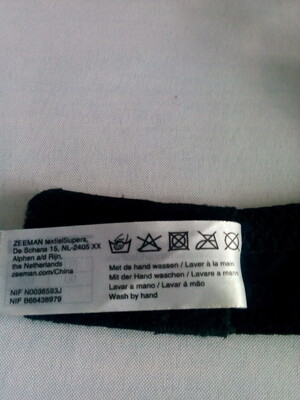 ZEEMAN textielSupers,
De Schans 15, NL-2405 XX
Alphen a/d Rijn,
the Netherlands
zeeman.com/China
NIF N0036593J
NIF B66438979
Met de hand wassen / Laver à la main
Mit der Hand waschen / Lavare a mano
Lavar a mano / Lavar à mão
Wash by hand